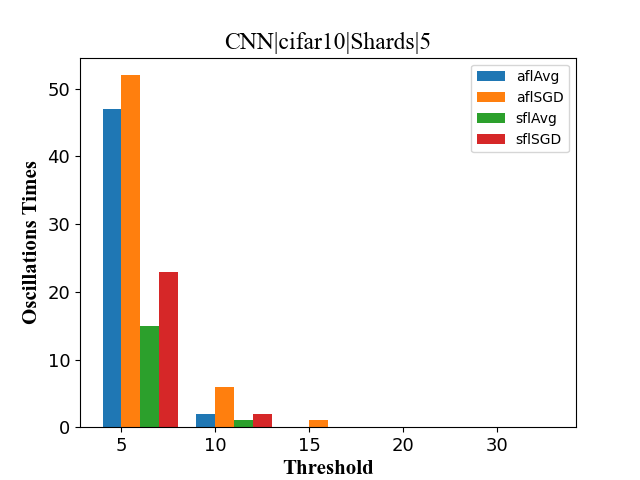 CNN|cifar10|Shards|5
aflAvg
aflSGD
sflAvg
sflSGD
Oscillations Times
50
40
30
20
10
0
5 10 15 20 30
Threshold